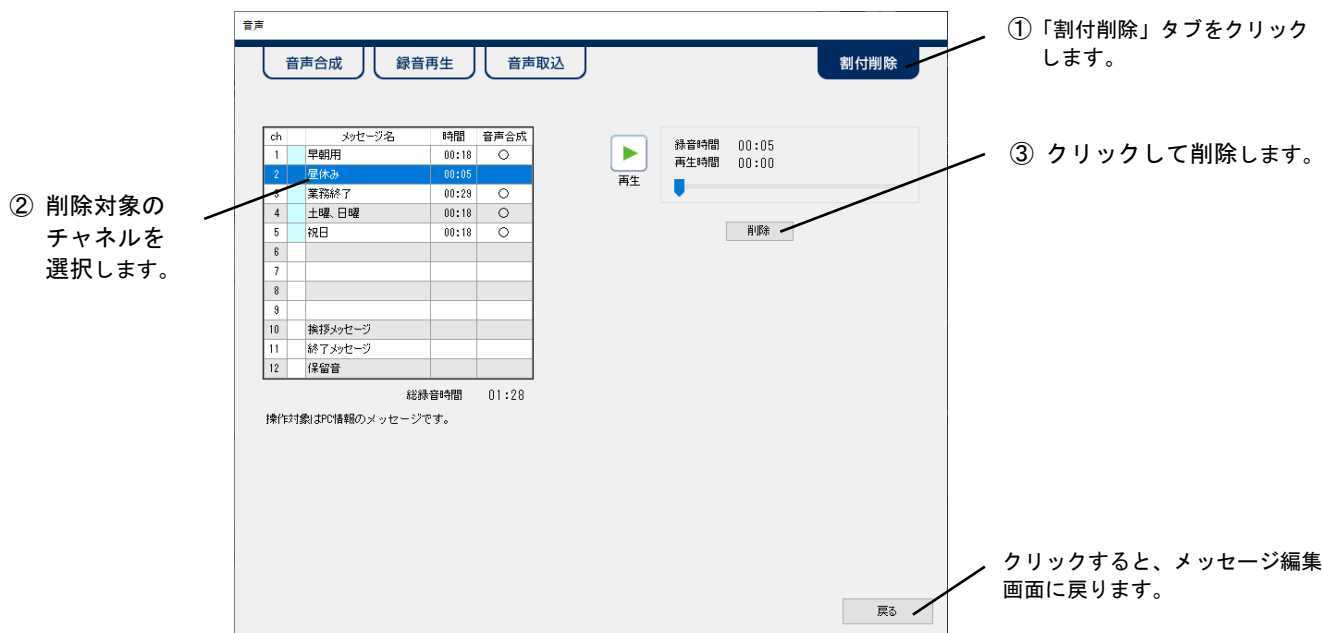 音声
音声合成 録音再生 音声取込 割付削除
①「割付削除」タブをクリック
します。
ch メッセージ名 時間 音声合成
1 早朝用 00:18 ○
2 昼休み 00:05
3 業務終了 00:29 ○
4 土曜、日曜 00:18 ○
5 祝日 00:18 ○
6
7
8
9
10 挨拶メッセージ
11 終了メッセージ
12 保留音
総録音時間 01:28
操作対象はPC情報のメッセージです。
再生
録音時間 00:05
再生時間 00:00
削除
② 削除対象の
チャネルを
選択します。
③ クリックして削除します。
クリックすると、メッセージ編集
画面に戻ります。
戻る